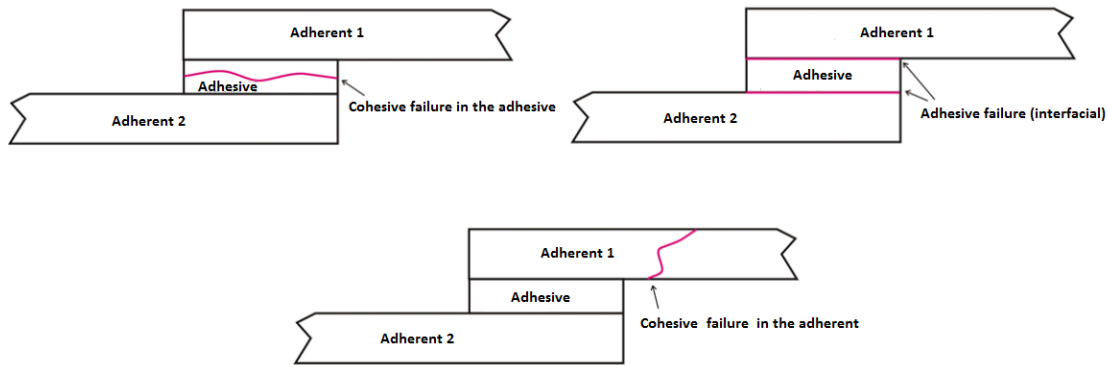 Adherent 1
Adhesive
Cohesive failure in the adhesive
Adherent 2
Adherent 1
Adhesive
Adhesive failure (interfacial)
Adherent 2
Adherent 1
Adhesive
Cohesive failure in the adherent
Adherent 2